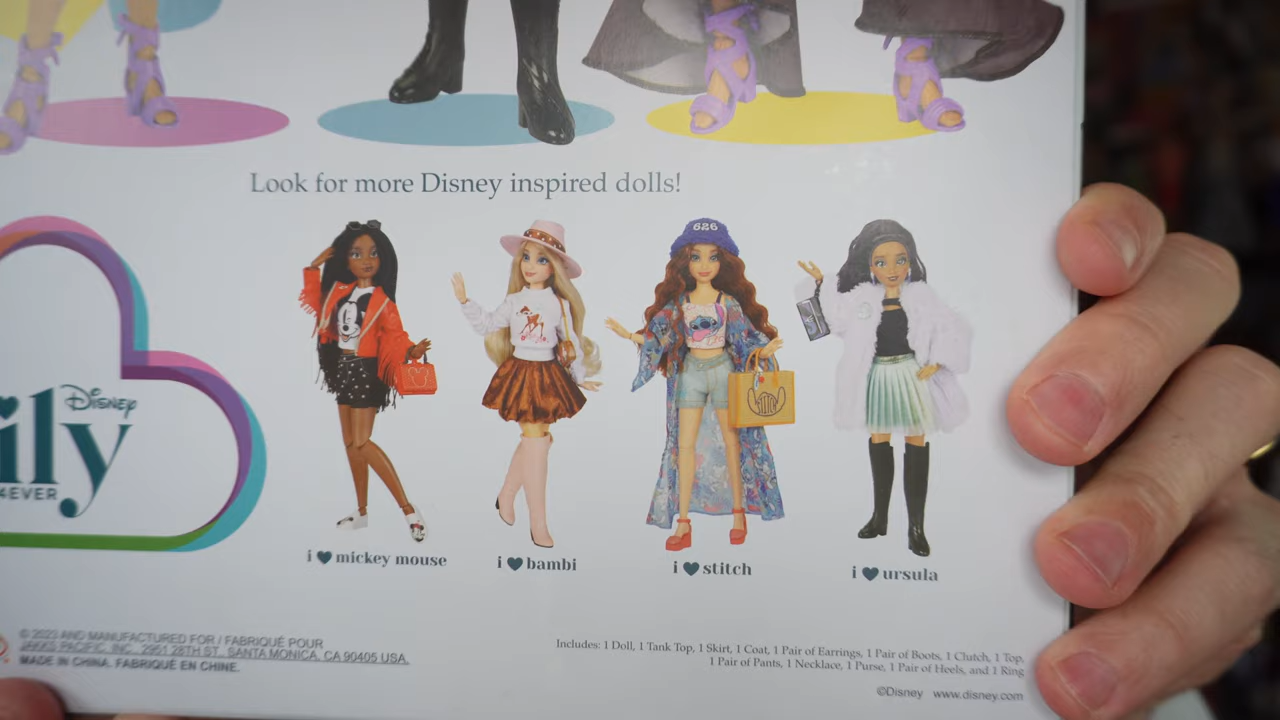 Look for more Disney inspired dolls!
626
Disney
ily
4EVER
i ♥ mickey mouse
i ♥ bambi
i ♥ stitch
i ♥ ursula
© 2023 AND MANUFACTURED FOR / FABRIQUÉ POUR
JAKKS PACIFIC, INC., 2951 28TH ST., SANTA MONICA, CA 90405 USA.
MADE IN CHINA. FABRIQUÉ EN CHINE.
Includes: 1 Doll, 1 Tank Top, 1 Skirt, 1 Coat, 1 Pair of Earrings, 1 Pair of Boots, 1 Clutch, 1 Top,
1 Pair of Pants, 1 Necklace, 1 Purse, 1 Pair of Heels, and 1 Ring
©Disney www.disney.com